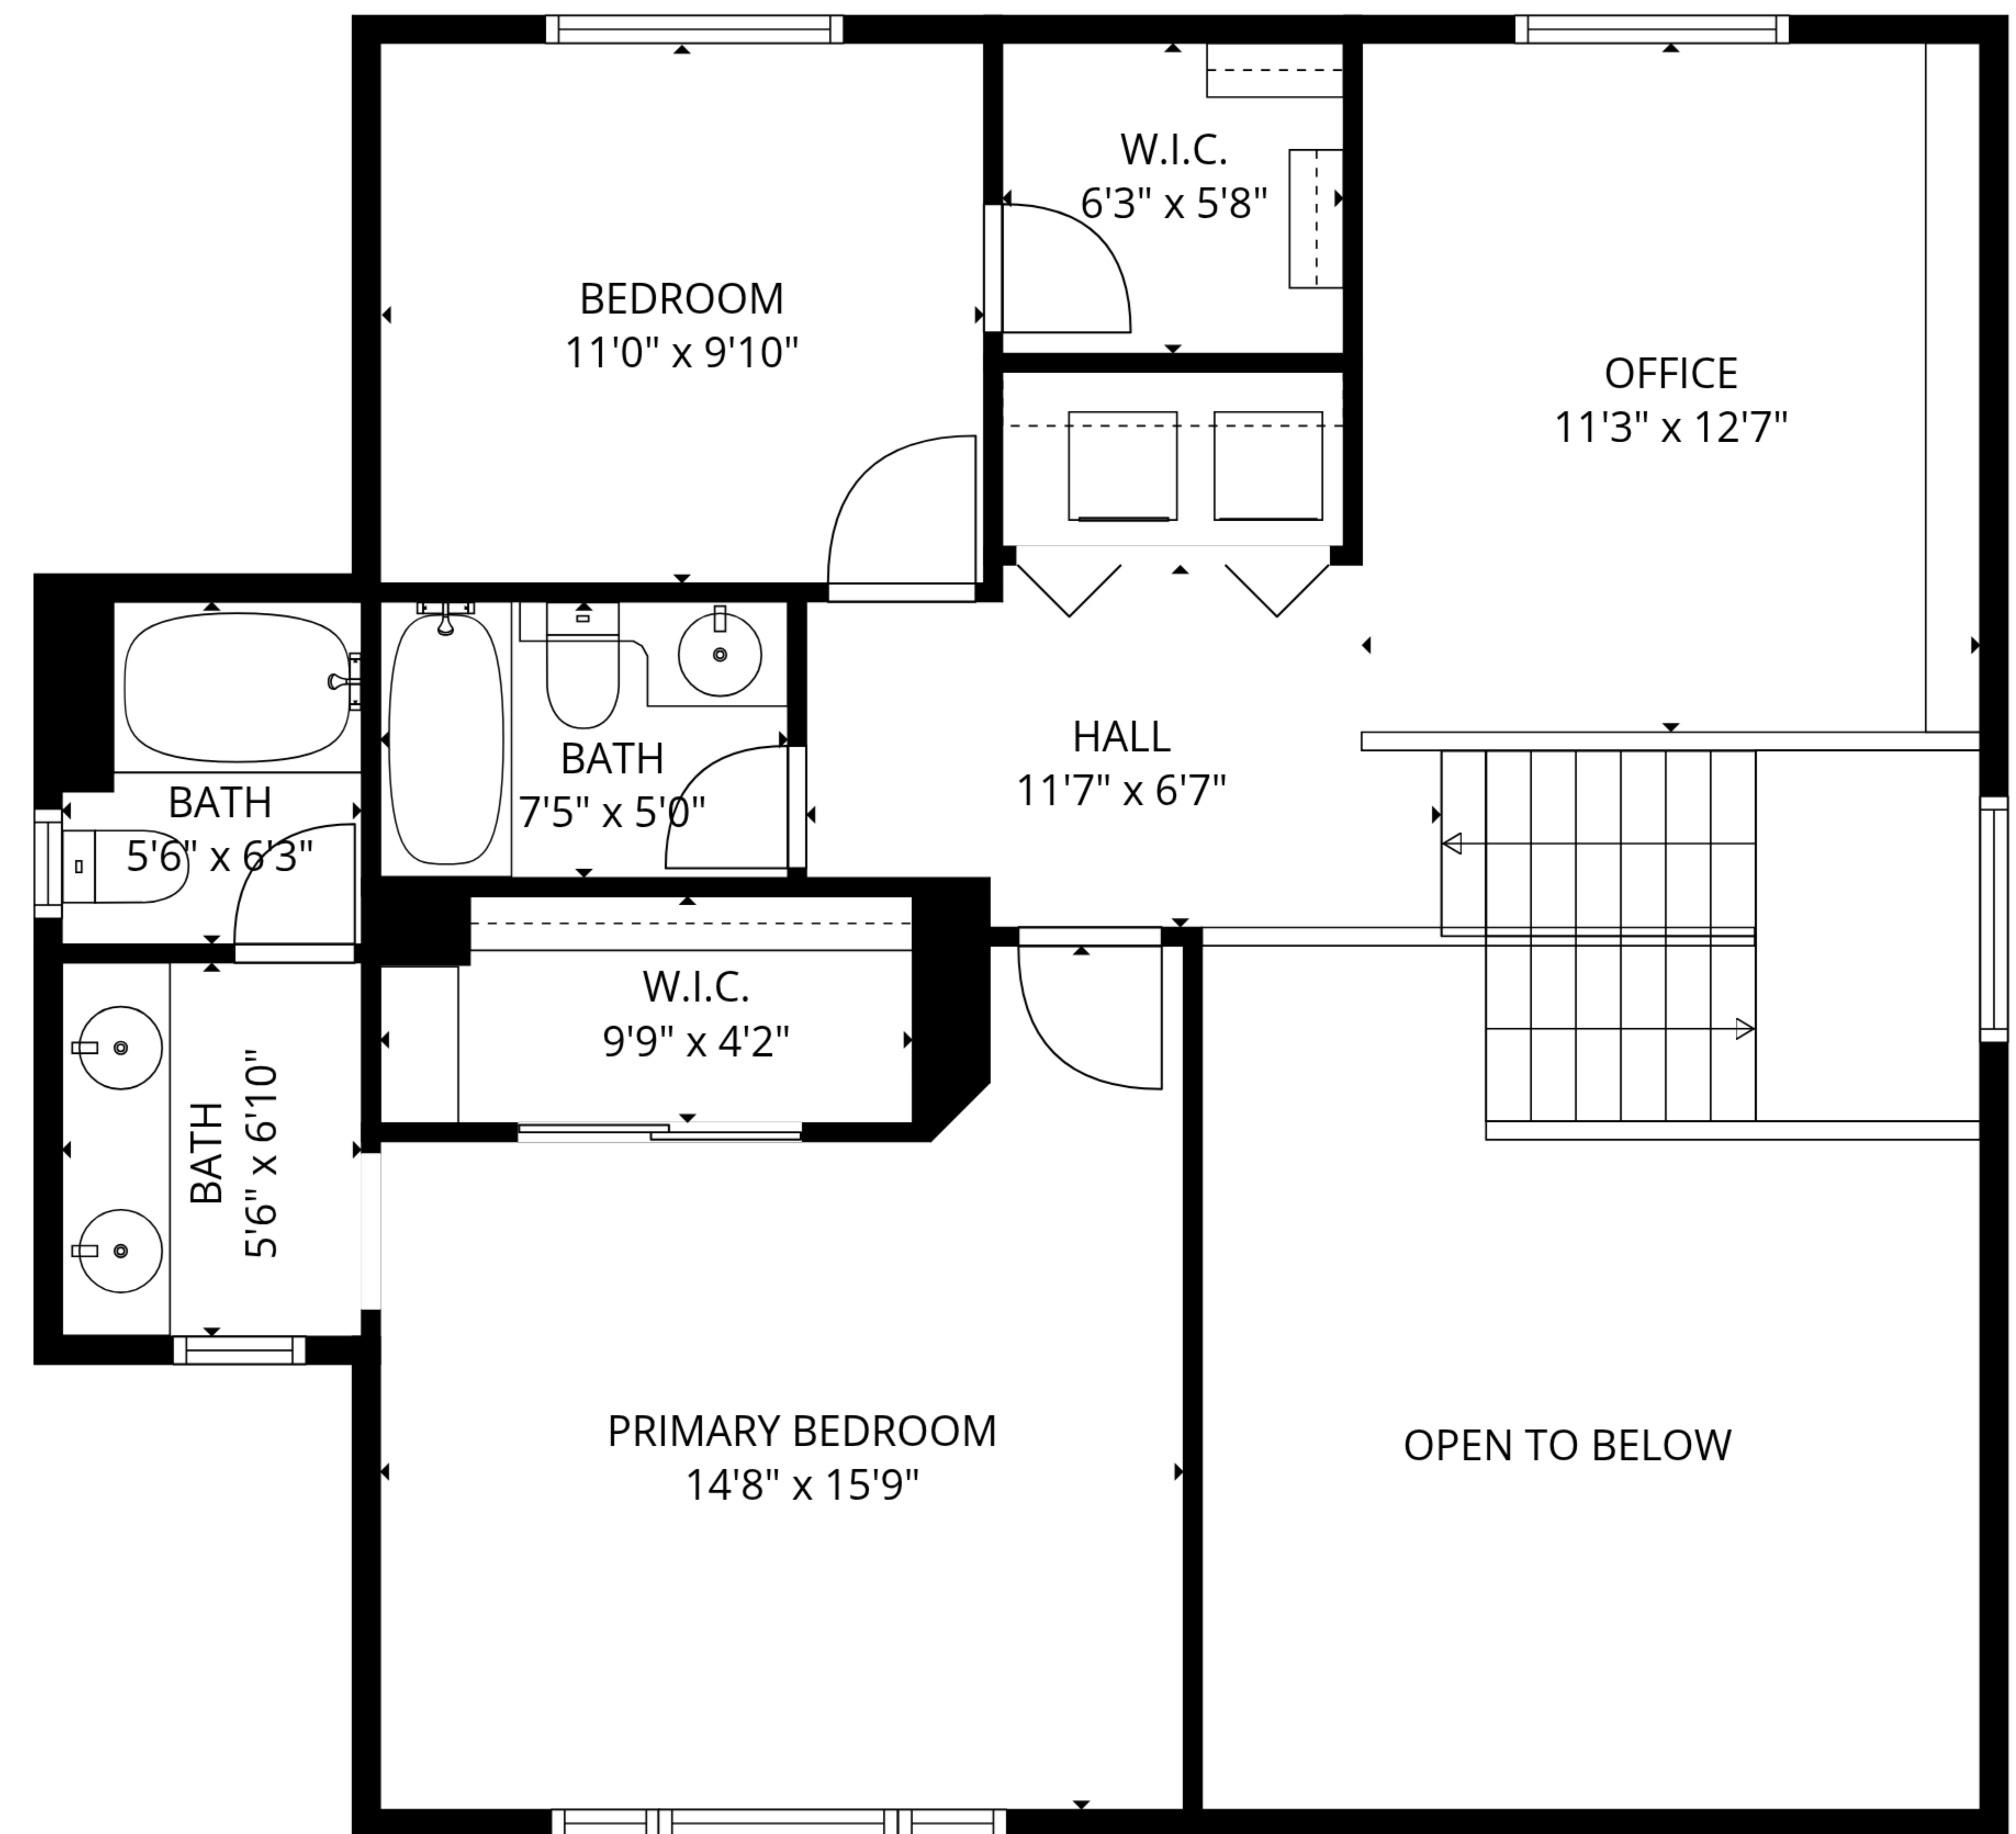 W.I.C.
6'3" x 5'8"
BEDROOM
11'0" x 9'10"
OFFICE
11'3" x 12'7"
HALL
11'7" x 6'7"
BATH
7'5" x 5'0"
BATH
5'6" x 6'3"
W.I.C.
9'9" x 4'2"
BATH
5'6" x 6'10"
PRIMARY BEDROOM
14'8" x 15'9"
OPEN TO BELOW